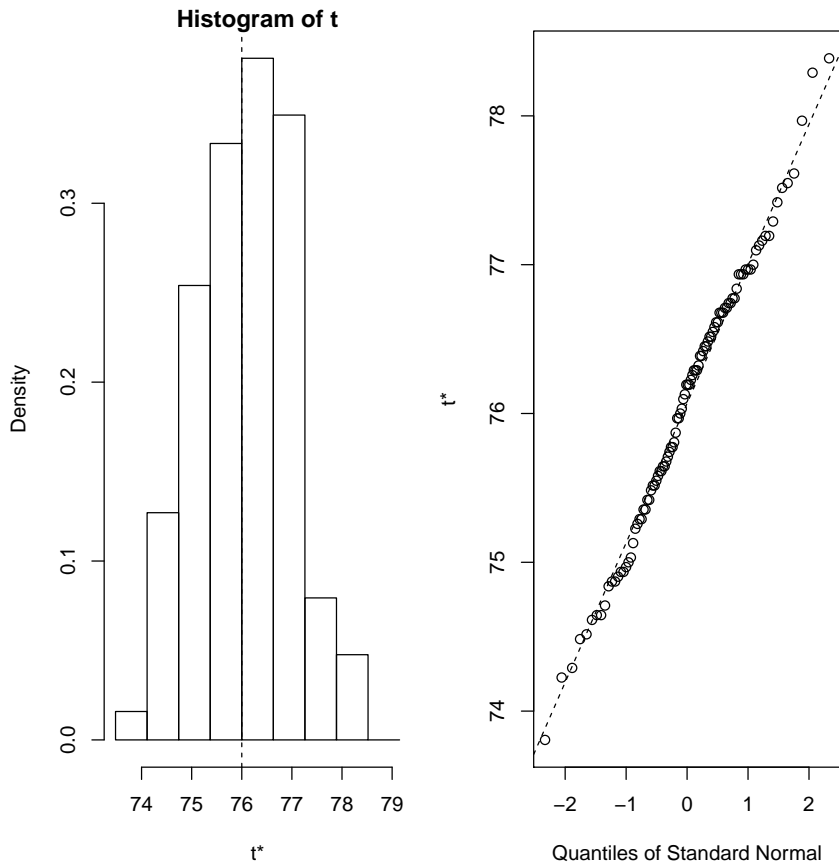 Histogram of t
Density
0.0
0.1
0.2
0.3
74 75 76 77 78 79
t*
t*
74
75
76
77
78
−2 −1 0 1 2
Quantiles of Standard Normal